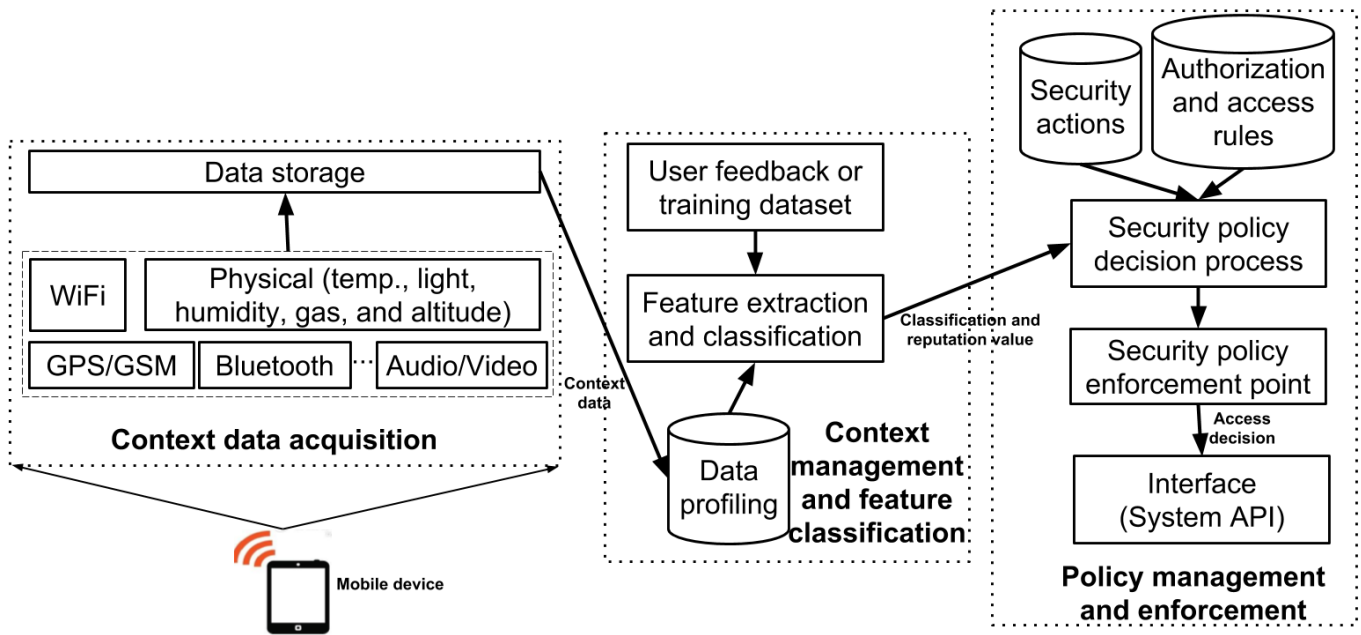 Data storage
WiFi
Physical (temp., light,
humidity, gas, and altitude)
GPS/GSM
Bluetooth
...
Audio/Video
Context data acquisition
Mobile device
Context
data
User feedback or
training dataset
Feature extraction
and classification
Data
profiling
Context
management
and feature
classification
Classification and
reputation value
Security
actions
Authorization
and access
rules
Security policy
decision process
Security policy
enforcement point
Access
decision
Interface
(System API)
Policy management
and enforcement